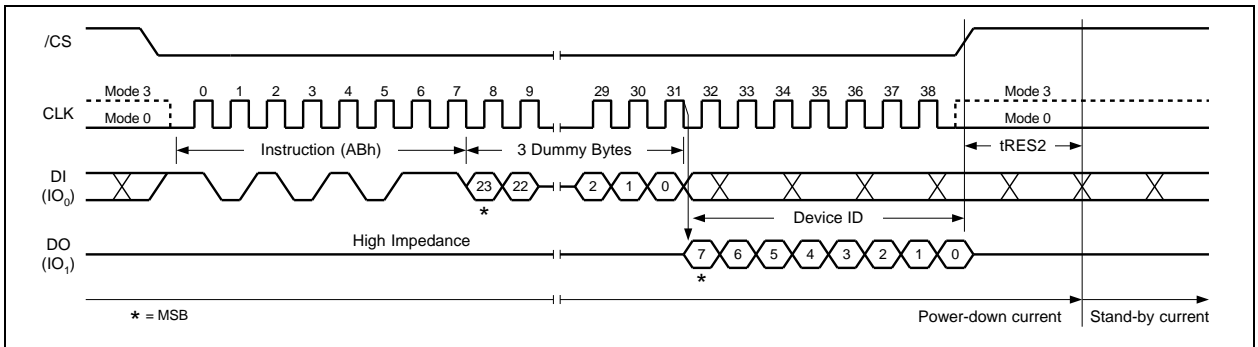 /CS
Mode 3 0 1 2 3 4 5 6 7 8 9 29 30 31 32 33 34 35 36 37 38 Mode 3
CLK
Mode 0 Mode 0
Instruction (ABh) 3 Dummy Bytes tRES2
DI
(IO0)
23 22 2 1 0
*
Device ID
High Impedance
DO
(IO1)
7 6 5 4 3 2 1 0
*
* = MSB
Power-down current Stand-by current